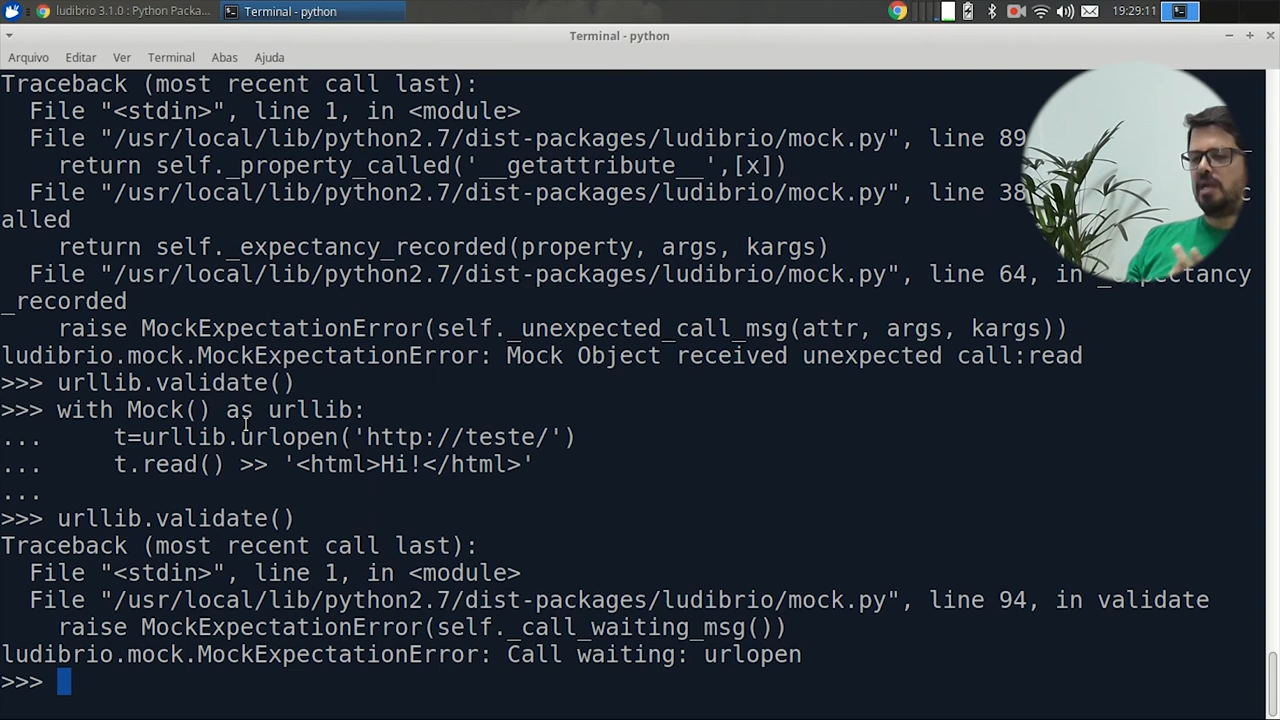 ludibrio 3.1.0 : Python Packa...
Terminal - python
19:29:11
Terminal - python
Arquivo Editar Ver Terminal Abas Ajuda
Traceback (most recent call last):
  File "<stdin>", line 1, in <module>
  File "/usr/local/lib/python2.7/dist-packages/ludibrio/mock.py", line 89
    return self._property_called('__getattribute__',[x])
  File "/usr/local/lib/python2.7/dist-packages/ludibrio/mock.py", line 38
alled
    return self._expectancy_recorded(property, args, kargs)
  File "/usr/local/lib/python2.7/dist-packages/ludibrio/mock.py", line 64, in _expectancy
_recorded
    raise MockExpectationError(self._unexpected_call_msg(attr, args, kargs))
ludibrio.mock.MockExpectationError: Mock Object received unexpected call:read
>>> urllib.validate()
>>> with Mock() as urllib:
...     t=urllib.urlopen('http://teste/')
...     t.read() >> '<html>Hi!</html>'
...
>>> urllib.validate()
Traceback (most recent call last):
  File "<stdin>", line 1, in <module>
  File "/usr/local/lib/python2.7/dist-packages/ludibrio/mock.py", line 94, in validate
    raise MockExpectationError(self._call_waiting_msg())
ludibrio.mock.MockExpectationError: Call waiting: urlopen
>>>